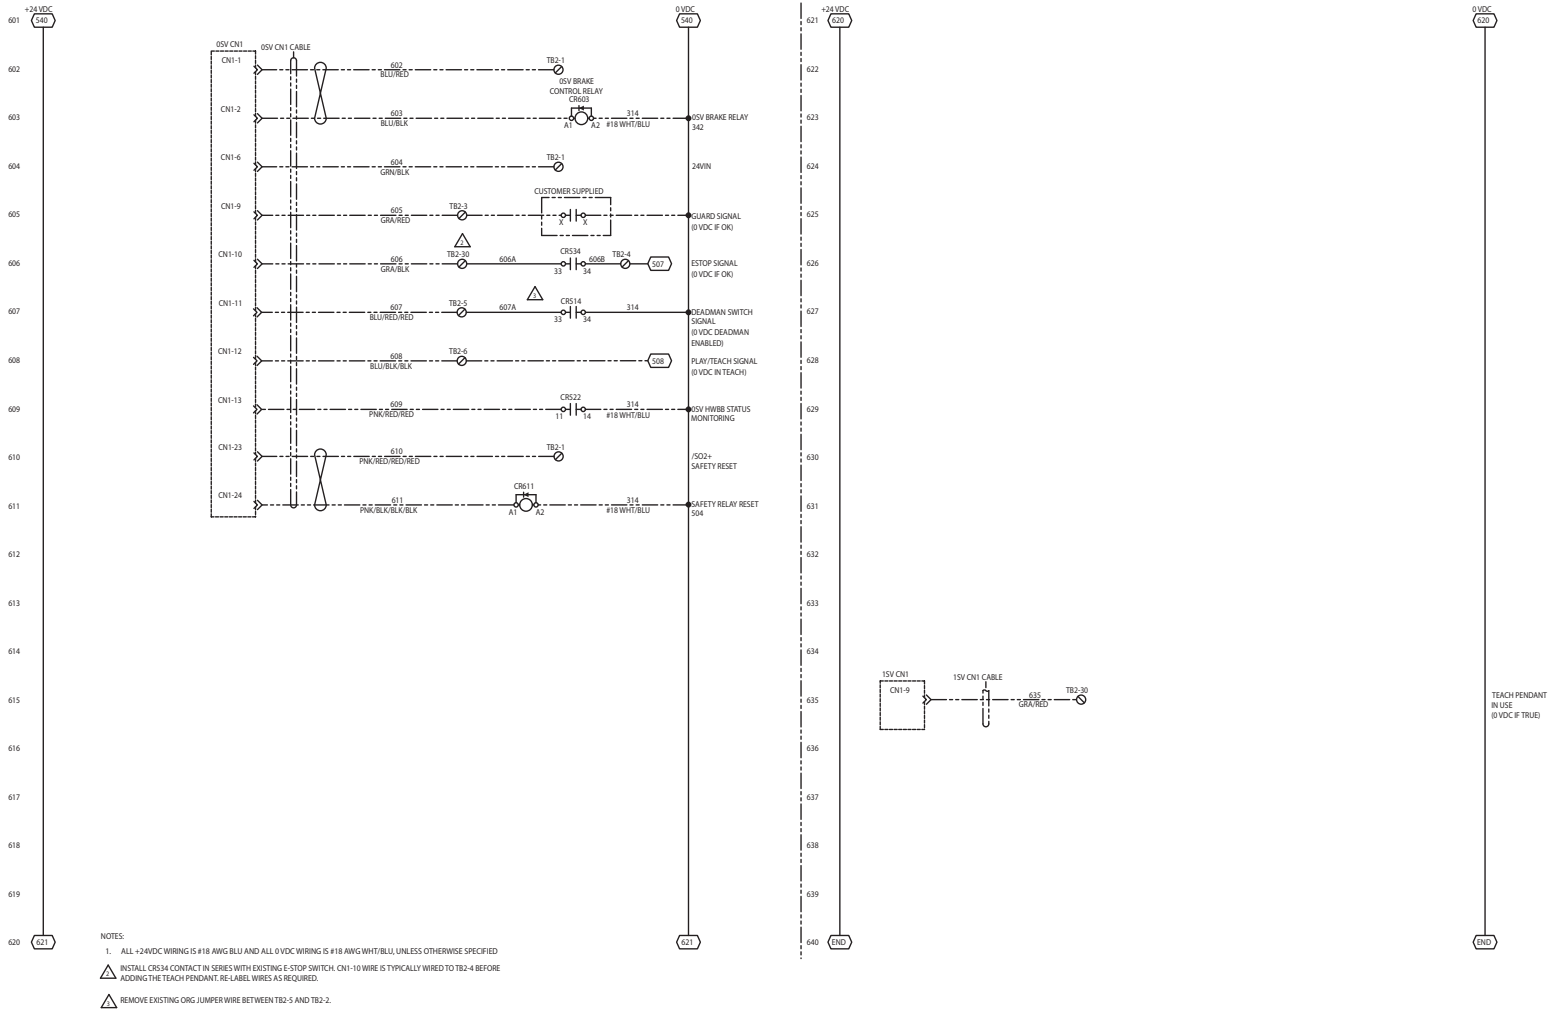 +24 VDC
0 VDC
+24 VDC
0 VDC
601
540
540
621
620
620
0SV CN1
0SV CN1 CABLE
602
CN1-1
602
BLU/RED
TB2-1
622
0SV BRAKE
CONTROL RELAY
CR603
603
CN1-2
603
BLU/BLK
A1
A2
314
#18 WHT/BLU
0SV BRAKE RELAY
342
623
604
CN1-6
604
GRN/BLK
TB2-1
24VIN
624
605
CN1-9
605
GRA/RED
TB2-3
CUSTOMER SUPPLIED
X
X
GUARD SIGNAL
(0 VDC IF OK)
625
606
CN1-10
606
GRA/BLK
2
TB2-30
606A
CR534
33
34
606B
TB2-4
507
ESTOP SIGNAL
(0 VDC IF OK)
626
607
CN1-11
607
BLU/RED/RED
TB2-5
607A
3
CR514
33
34
314
DEADMAN SWITCH
SIGNAL
(0 VDC DEADMAN
ENABLED)
627
608
CN1-12
608
BLU/BLK/BLK
TB2-6
508
PLAY/TEACH SIGNAL
(0 VDC IN TEACH)
628
609
CN1-13
609
PNK/RED/RED
CR522
11
14
314
#18 WHT/BLU
0SV HWBB STATUS
MONITORING
629
610
CN1-23
610
PNK/RED/RED/RED
TB2-1
/SO2+
SAFETY RESET
630
611
CN1-24
611
PNK/BLK/BLK/BLK
CR611
A1
A2
314
#18 WHT/BLU
SAFETY RELAY RESET
504
631
612
632
613
633
614
634
1SV CN1
1SV CN1 CABLE
615
635
CN1-9
635
GRA/RED
TB2-30
TEACH PENDANT
IN USE
(0 VDC IF TRUE)
616
636
617
637
618
638
619
639
620
621
621
640
END
END
NOTES:
1. ALL +24VDC WIRING IS #18 AWG BLU AND ALL 0 VDC WIRING IS #18 AWG WHT/BLU, UNLESS OTHERWISE SPECIFIED
2 INSTALL CR534 CONTACT IN SERIES WITH EXISTING E-STOP SWITCH. CN1-10 WIRE IS TYPICALLY WIRED TO TB2-4 BEFORE
ADDING THE TEACH PENDANT. RE-LABEL WIRES AS REQUIRED.
3 REMOVE EXISTING ORG JUMPER WIRE BETWEEN TB2-5 AND TB2-2.